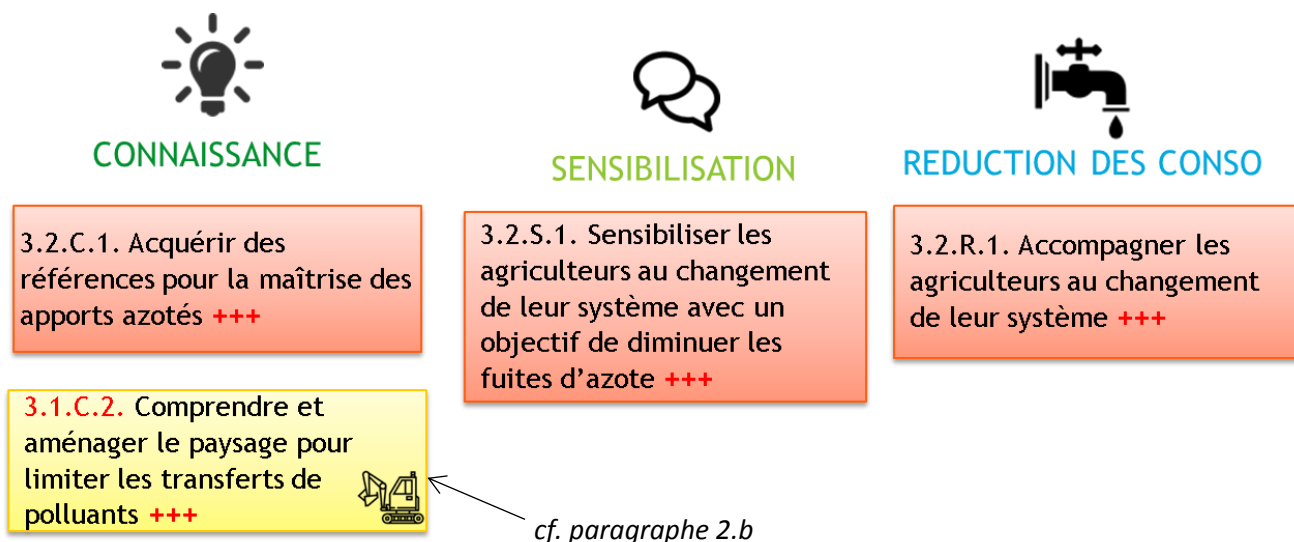 CONNAISSANCE
3.2.C.1. Acquérir des
références pour la maîtrise des
apports azotés +++
3.1.C.2. Comprendre et
aménager le paysage pour
limiter les transferts de
polluants +++
cf. paragraphe 2.b
SENSIBILISATION
3.2.S.1. Sensibiliser les
agriculteurs au changement
de leur système avec un
objectif de diminuer les
fuites d’azote +++
REDUCTION DES CONSO
3.2.R.1. Accompagner les
agriculteurs au changement
de leur système +++